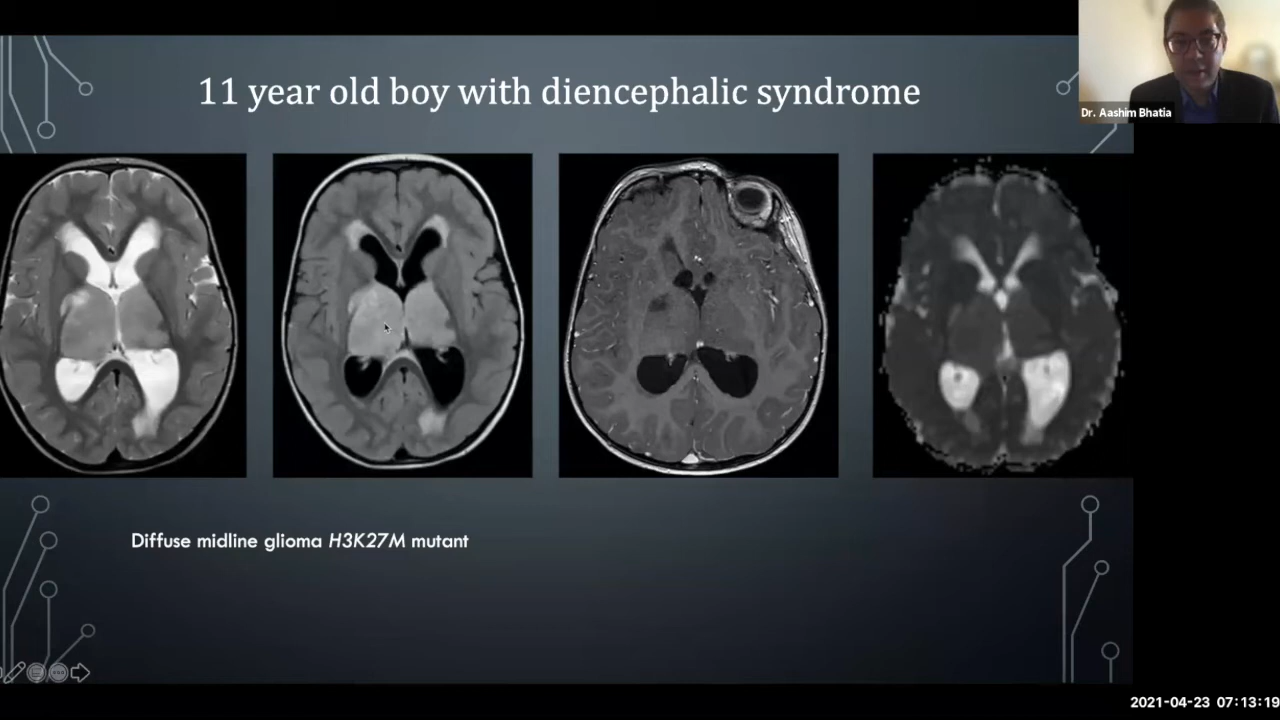 11 year old boy with diencephalic syndrome
Dr. Aashim Bhatia
Diffuse midline glioma H3K27M mutant
2021-04-23 07:13:19